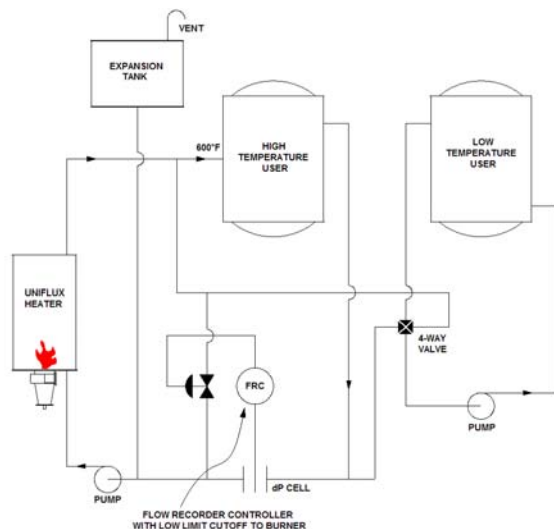 VENT
EXPANSION
TANK
600°F
HIGH
TEMPERATURE
USER
LOW
TEMPERATURE
USER
UNIFLUX
HEATER
4-WAY
VALVE
FRC
PUMP
dP CELL
PUMP
FLOW RECORDER CONTROLLER
WITH LOW LIMIT CUTOFF TO BURNER